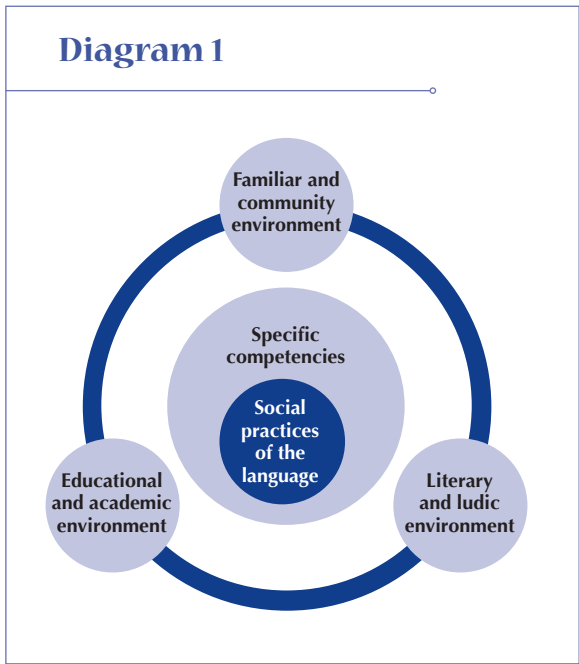 Diagram 1
Familiar and
community
environment
Specific
competencies
Social
practices
of the
language
Educational
and academic
environment
Literary
and ludic
environment